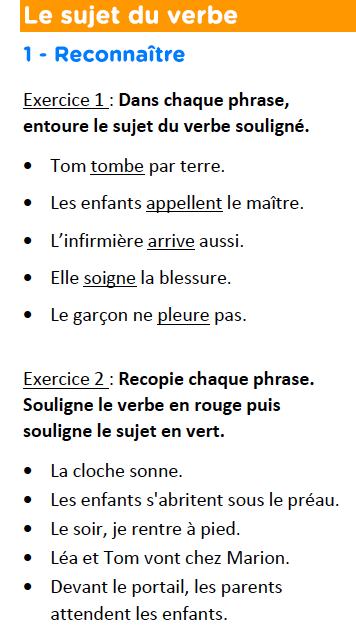 Le sujet du verbe
1 - Reconnaître
Exercice 1 : Dans chaque phrase,
entoure le sujet du verbe souligné.
• Tom tombe par terre.
• Les enfants appellent le maître.
• L’infirmière arrive aussi.
• Elle soigne la blessure.
• Le garçon ne pleure pas.
Exercice 2 : Recopie chaque phrase.
Souligne le verbe en rouge puis
souligne le sujet en vert.
• La cloche sonne.
• Les enfants s'abritent sous le préau.
• Le soir, je rentre à pied.
• Léa et Tom vont chez Marion.
• Devant le portail, les parents
attendent les enfants.